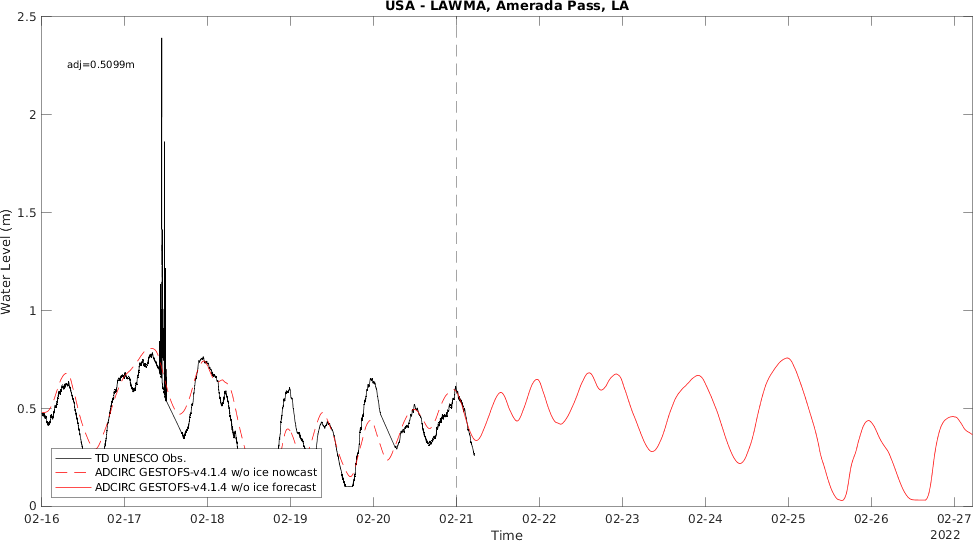 USA - LAWMA, Amerada Pass, LA
2.5
adj=0.5099m
2
1.5
Water Level (m)
1
0.5
TD UNESCO Obs.
ADCIRC GESTOFS-v4.1.4 w/o ice nowcast
ADCIRC GESTOFS-v4.1.4 w/o ice forecast
0
02-16 02-17 02-18 02-19 02-20 02-21 02-22 02-23 02-24 02-25 02-26 02-27
Time
2022